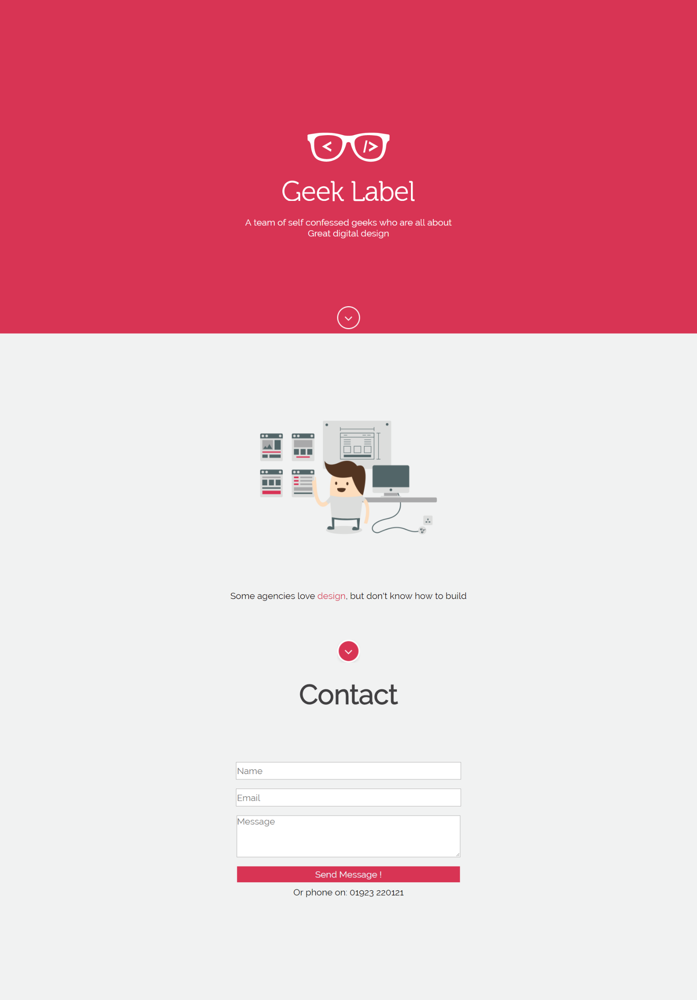 < />
Geek Label
A team of self confessed geeks who are all about
Great digital design
Some agencies love design, but don't know how to build
Contact
Name
Email
Message
Send Message !
Or phone on: 01923 220121